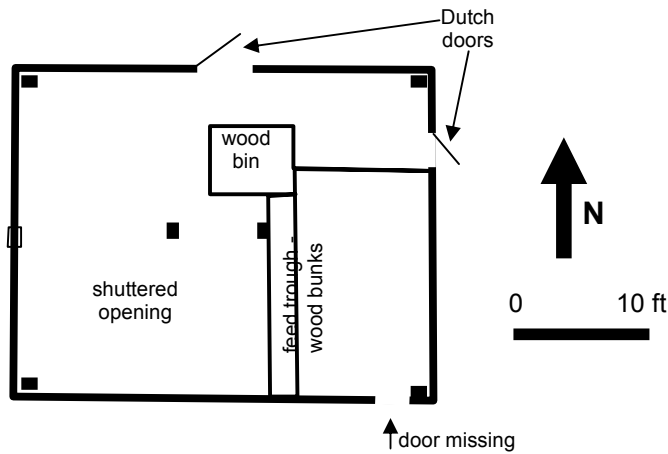 Dutch
doors
wood
bin
N
feed trough -
wood bunks
shuttered
opening
0 10 ft
door missing